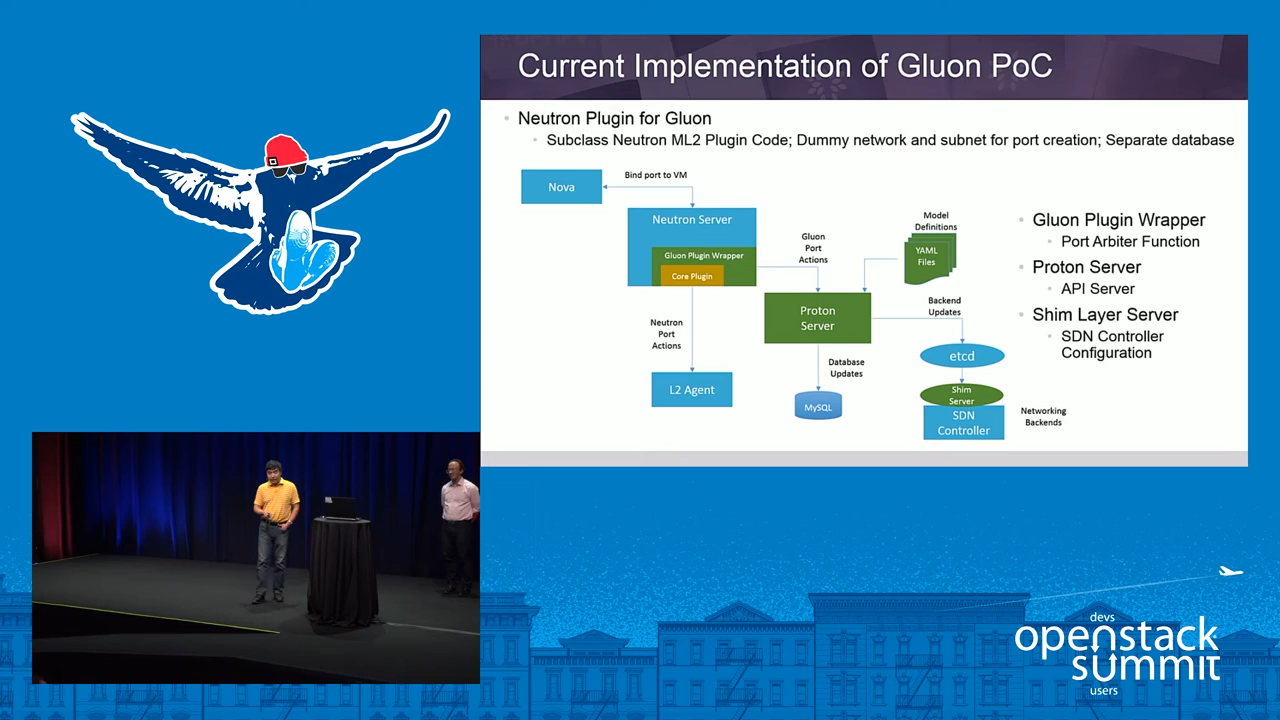 Current Implementation of Gluon PoC
Neutron Plugin for Gluon
Subclass Neutron ML2 Plugin Code; Dummy network and subnet for port creation; Separate database
Nova
Bind port to VM
Neutron Server
Gluon Plugin Wrapper
Core Plugin
Neutron
Port
Actions
L2 Agent
Gluon
Port
Actions
Model
Definitions
YAML
Files
Proton
Server
Database
Updates
MySQL
Backend
Updates
etcd
Shim
Server
SDN
Controller
Networking
Backends
Gluon Plugin Wrapper
Port Arbiter Function
Proton Server
API Server
Shim Layer Server
SDN Controller
Configuration
devs
openstack
summit
users